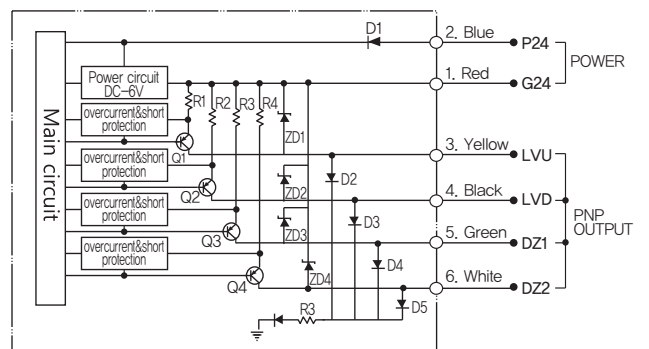 D1
2. Blue
P24
POWER
1. Red
G24
Power circuit
DC-6V
R1
R2
R3
R4
overcurrent&short
protection
ZD1
Q1
3. Yellow
LVU
Main circuit
overcurrent&short
protection
Q2
ZD2
D2
4. Black
LVD
PNP
OUTPUT
overcurrent&short
protection
Q3
ZD3
D3
5. Green
DZ1
overcurrent&short
protection
Q4
ZD4
D4
6. White
DZ2
R3
D5